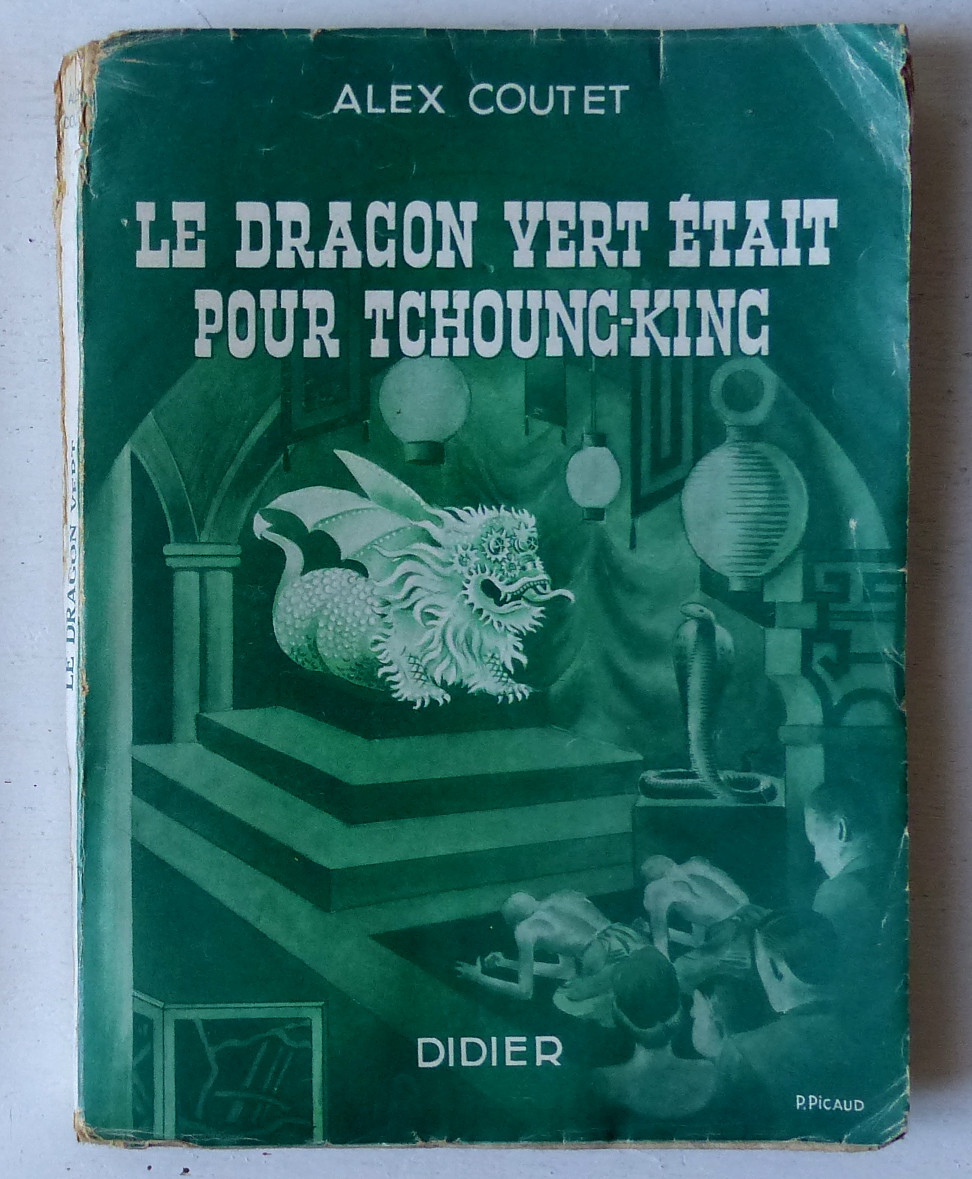 ALEX COUTET
LE DRAGON VERT ÉTAIT
POUR TCHOUNG-KING
DIDIER
P. PICAUD
LE DRAGON VERT